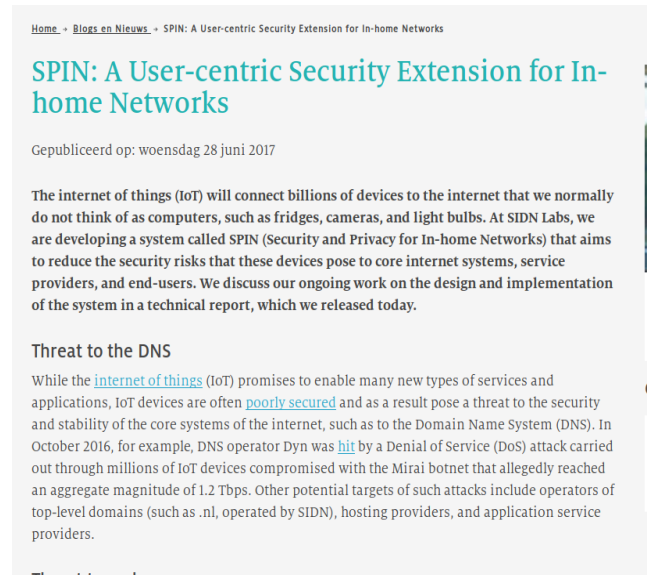 Home → Blogs en Nieuws → SPIN: A User-centric Security Extension for In-home Networks
SPIN: A User-centric Security Extension for In-
home Networks
Gepubliceerd op: woensdag 28 juni 2017
The internet of things (IoT) will connect billions of devices to the internet that we normally
do not think of as computers, such as fridges, cameras, and light bulbs. At SIDN Labs, we
are developing a system called SPIN (Security and Privacy for In-home Networks) that aims
to reduce the security risks that these devices pose to core internet systems, service
providers, and end-users. We discuss our ongoing work on the design and implementation
of the system in a technical report, which we released today.
Threat to the DNS
While the internet of things (IoT) promises to enable many new types of services and
applications, IoT devices are often poorly secured and as a result pose a threat to the security
and stability of the core systems of the internet, such as to the Domain Name System (DNS). In
October 2016, for example, DNS operator Dyn was hit by a Denial of Service (DoS) attack carried
out through millions of IoT devices compromised with the Mirai botnet that allegedly reached
an aggregate magnitude of 1.2 Tbps. Other potential targets of such attacks include operators of
top-level domains (such as .nl, operated by SIDN), hosting providers, and application service
providers.